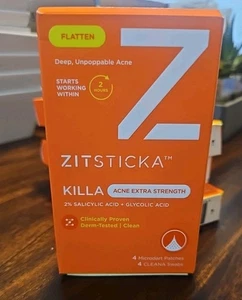 FLATTEN
Deep, Unpoppable Acne
STARTS
WORKING
WITHIN
2
HOURS
Z
ZITSTICKA™
KILLA
ACNE EXTRA STRENGTH
2% SALICYLIC ACID + GLYCOLIC ACID
Clinically Proven
Derm-Tested | Clean
4 Microdart Patches
4 CLEANA Swabs